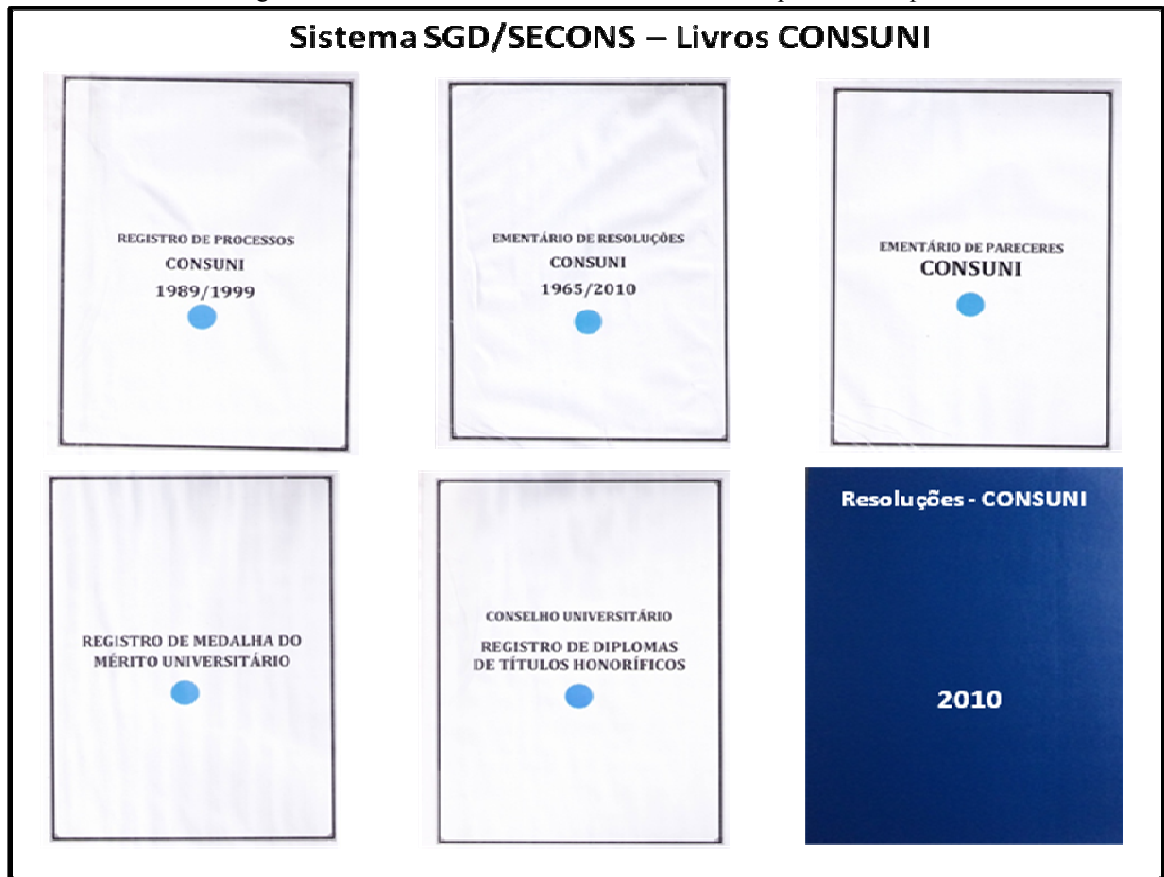 Sistema SGD/SECONS – Livros CONSUNI
REGISTRO DE PROCESSOS
CONSUNI
1989/1999
EMENTÁRIO DE RESOLUÇÕES
CONSUNI
1965/2010
EMENTÁRIO DE PARECERES
CONSUNI
REGISTRO DE MEDALHA DO
MÉRITO UNIVERSITÁRIO
CONSELHO UNIVERSITÁRIO
REGISTRO DE DIPLOMAS
DE TÍTULOS HONORÍFICOS
Resoluções - CONSUNI
2010